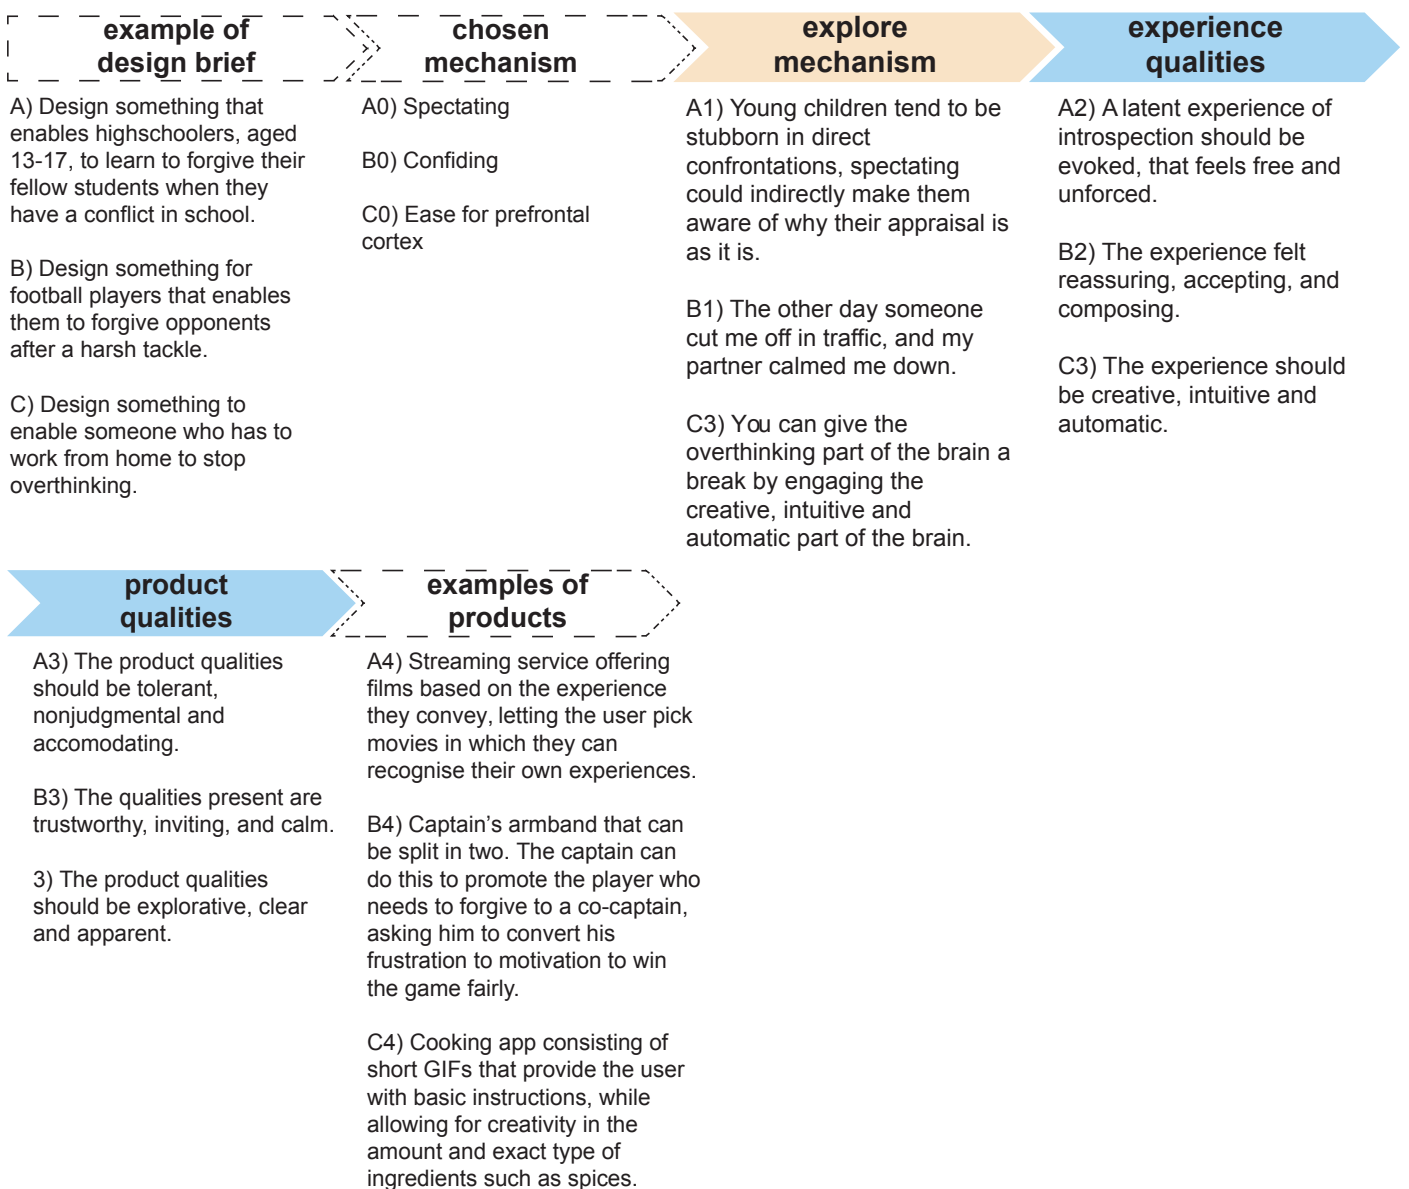 example of
design brief
A) Design something that
enables highschoolers, aged
13-17, to learn to forgive their
fellow students when they
have a conflict in school.
B) Design something for
football players that enables
them to forgive opponents
after a harsh tackle.
C) Design something to
enable someone who has to
work from home to stop
overthinking.
chosen
mechanism
A0) Spectating
B0) Confiding
C0) Ease for prefrontal
cortex
explore
mechanism
A1) Young children tend to be
stubborn in direct
confrontations, spectating
could indirectly make them
aware of why their appraisal is
as it is.
B1) The other day someone
cut me off in traffic, and my
partner calmed me down.
C3) You can give the
overthinking part of the brain a
break by engaging the
creative, intuitive and
automatic part of the brain.
experience
qualities
A2) A latent experience of
introspection should be
evoked, that feels free and
unforced.
B2) The experience felt
reassuring, accepting, and
composing.
C3) The experience should
be creative, intuitive and
automatic.
product
qualities
A3) The product qualities
should be tolerant,
nonjudgmental and
accomodating.
B3) The qualities present are
trustworthy, inviting, and calm.
3) The product qualities
should be explorative, clear
and apparent.
examples of
products
A4) Streaming service offering
films based on the experience
they convey, letting the user pick
movies in which they can
recognise their own experiences.
B4) Captain's armband that can
be split in two. The captain can
do this to promote the player who
needs to forgive to a co-captain,
asking him to convert his
frustration to motivation to win
the game fairly.
C4) Cooking app consisting of
short GIFs that provide the user
with basic instructions, while
allowing for creativity in the
amount and exact type of
ingredients such as spices.